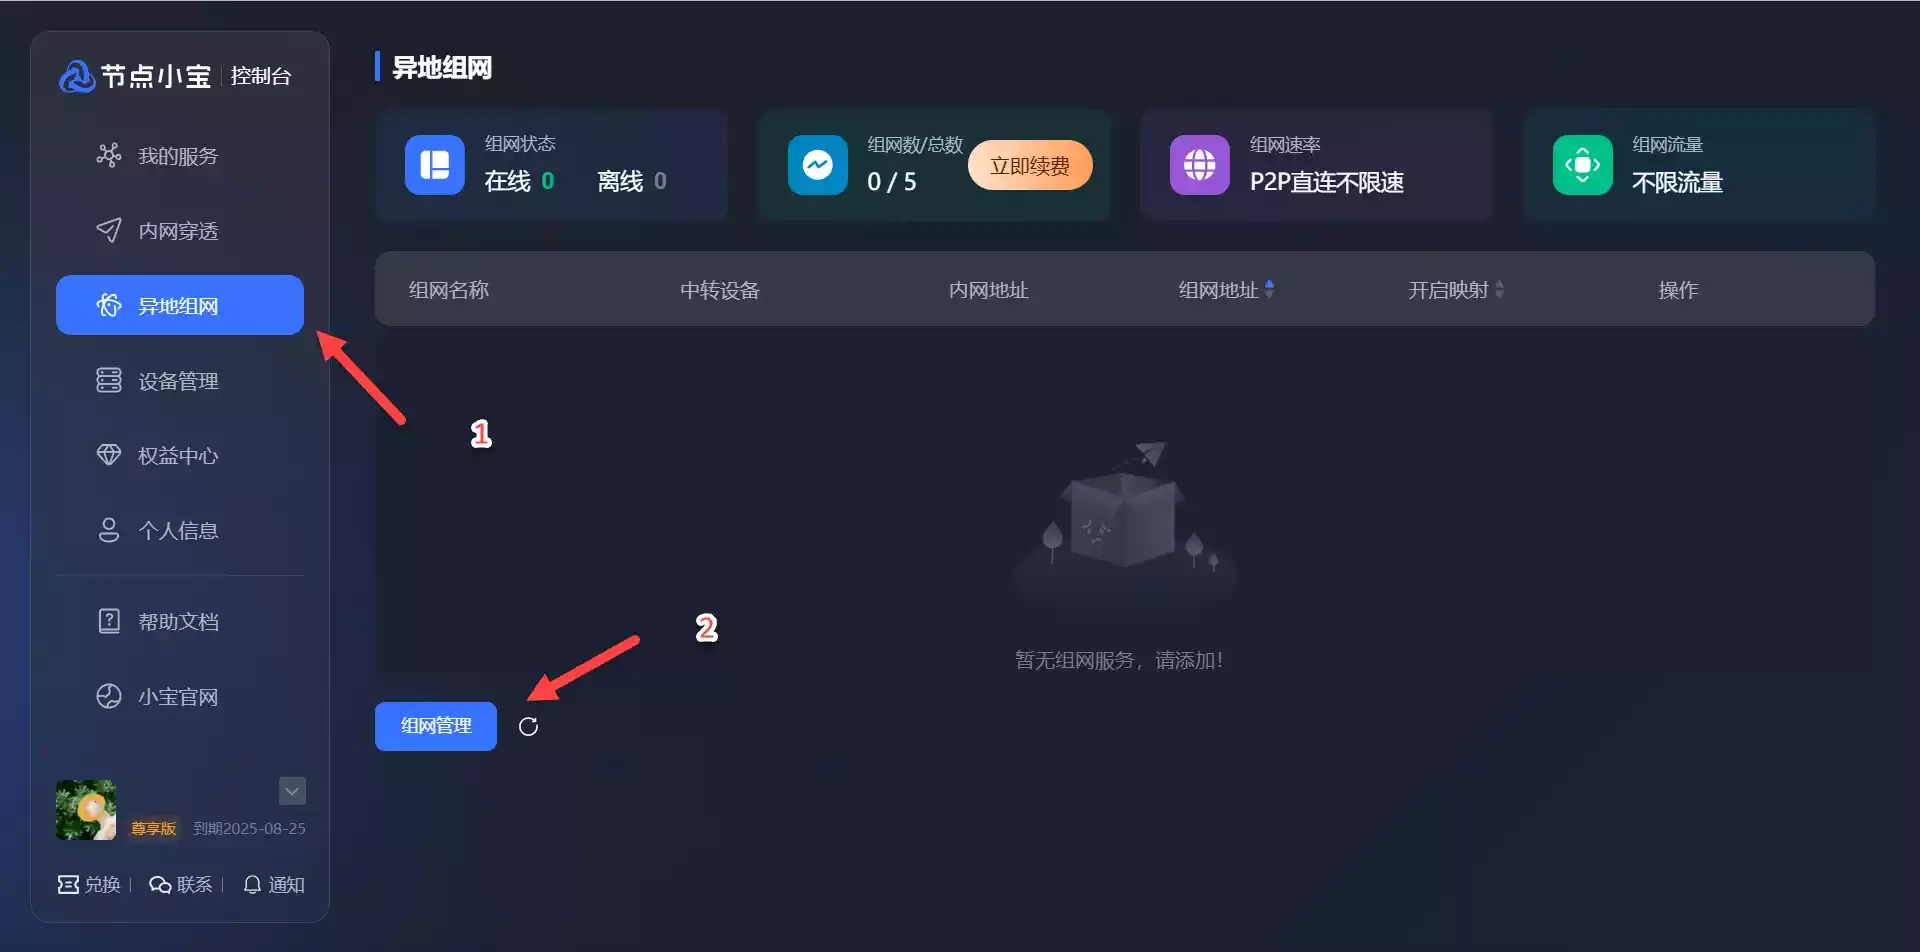 节点小宝 控制台
我的服务
内网穿透
异地组网
设备管理
权益中心
个人信息
帮助文档
小宝官网
尊享版 到期2025-08-25
兑换 联系 通知
异地组网
组网状态
在线 0 离线 0
组网数/总数
0 / 5
立即续费
组网速率
P2P直连不限速
组网流量
不限流量
组网名称 中转设备 内网地址 组网地址 开启映射 操作
1
2
暂无组网服务，请添加！
组网管理